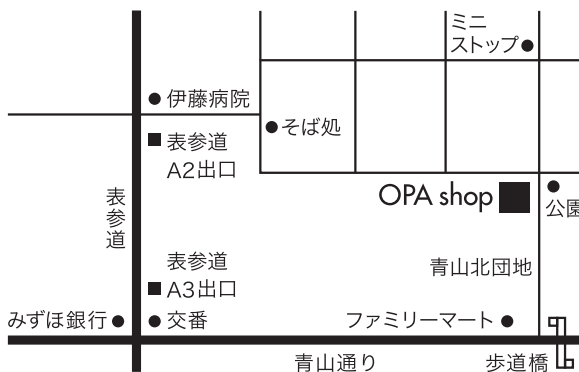 ミニ
ストップ
伊藤病院
そば処
表参道
A2出口
OPA shop
公園
表参道
表参道
A3出口
青山北団地
みずほ銀行
交番
ファミリーマート
青山通り
歩道橋